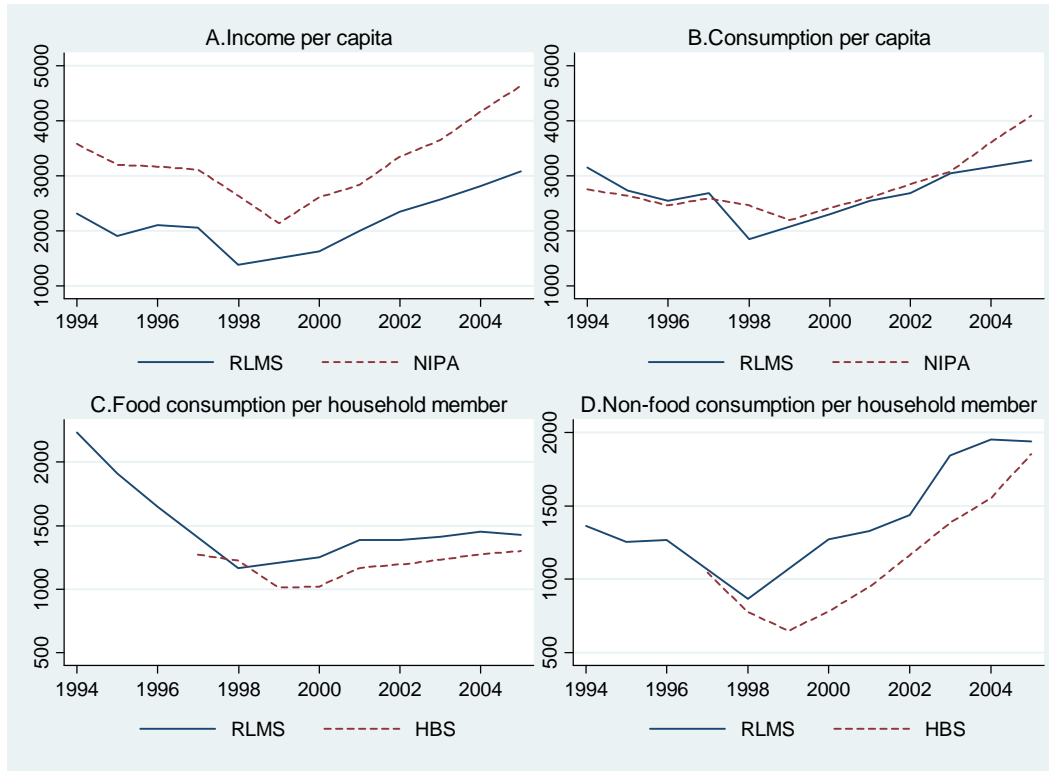 A.Income per capita
5000
4000
3000
2000
1000
1994 1996 1998 2000 2002 2004
RLMS NIPA
B.Consumption per capita
5000
4000
3000
2000
1000
1994 1996 1998 2000 2002 2004
RLMS NIPA
C.Food consumption per household member
2000
1500
1000
500
1994 1996 1998 2000 2002 2004
RLMS HBS
D.Non-food consumption per household member
2000
1500
1000
500
1994 1996 1998 2000 2002 2004
RLMS HBS